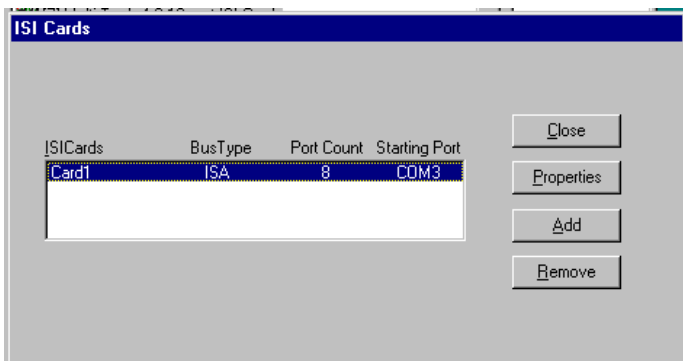 ISI Cards
Close
ISICards BusType Port Count Starting Port
Card1 ISA 8 COM3
Properties
Add
Remove